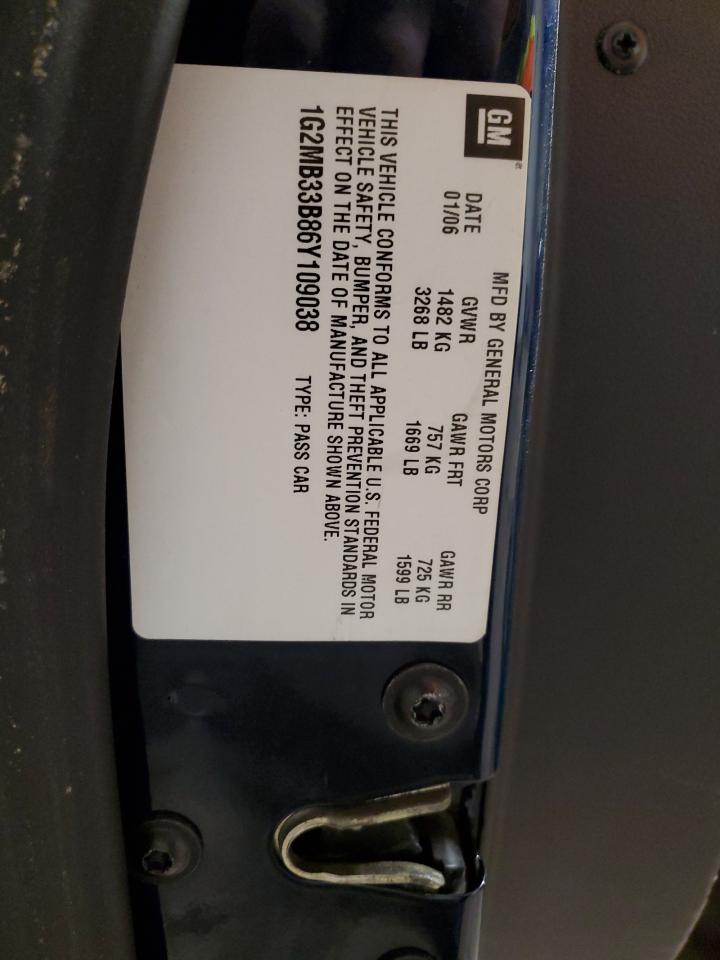 GM
MFD BY GENERAL MOTORS CORP
DATE GVWR GAWR FRT GAWR RR
01/06 1482 KG 757 KG 725 KG
3268 LB 1669 LB 1599 LB
THIS VEHICLE CONFORMS TO ALL APPLICABLE U.S. FEDERAL MOTOR
VEHICLE SAFETY, BUMPER, AND THEFT PREVENTION STANDARDS IN
EFFECT ON THE DATE OF MANUFACTURE SHOWN ABOVE.
1G2MB33B86Y109038 TYPE: PASS CAR